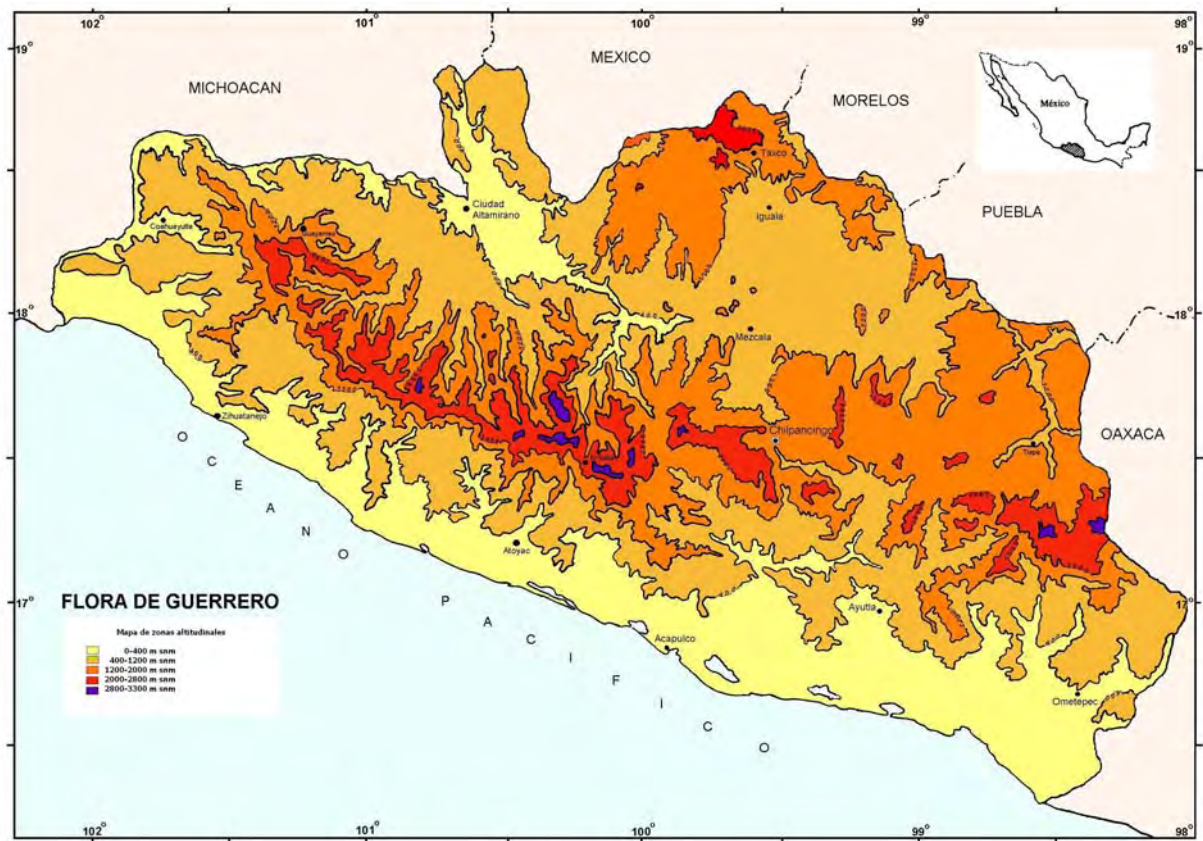 102° 101° 100° 99° 98°
19° 19°
MEXICO
MICHOACAN
MORELOS
México
Taxco
Ciudad
Altamirano
Iguala
PUEBLA
Coahuayutla
Guayameo
18° 18°
Mezcala
Zihuatanejo
Chilpancingo
OAXACA
Tlapa
OCEANO
Atoyac
17° 17°
FLORA DE GUERRERO
PACIFICO
Ayutla
Mapa de zonas altitudinales
Acapulco
0-400 m snm
400-1200 m snm
1200-2000 m snm
2000-2800 m snm
2800-3300 m snm
Ometepec
102° 101° 100° 99° 98°